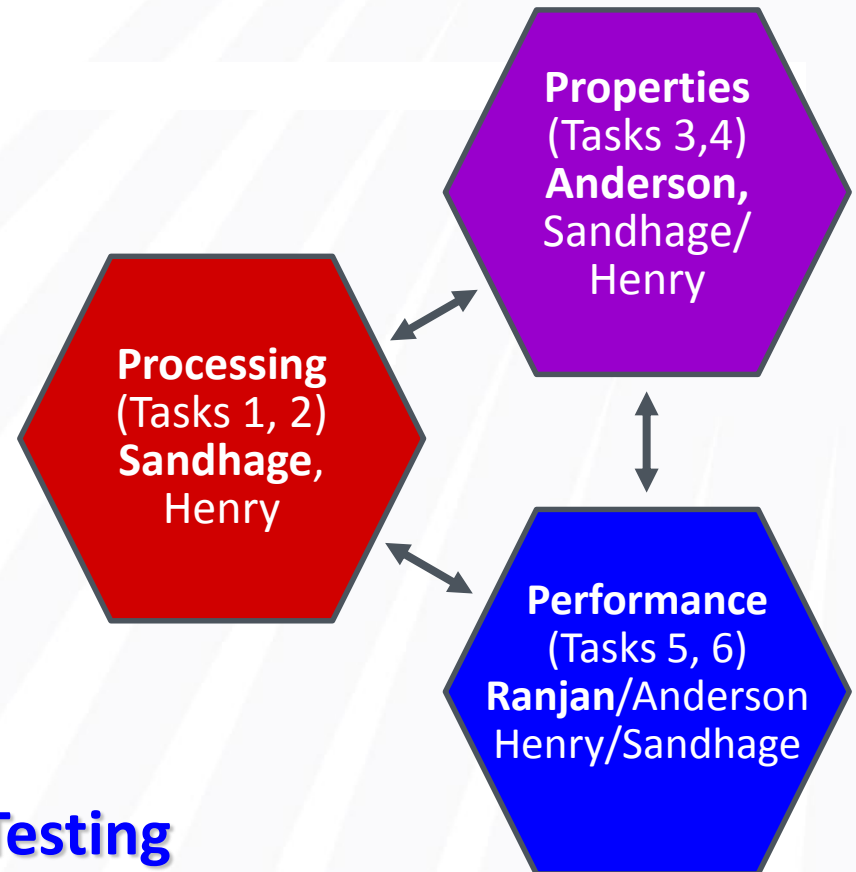 Properties
(Tasks 3,4)
Anderson,
Sandhage/
Henry
Processing
(Tasks 1, 2)
Sandhage,
Henry
Performance
(Tasks 5, 6)
Ranjan/Anderson
Henry/Sandhage
Testing